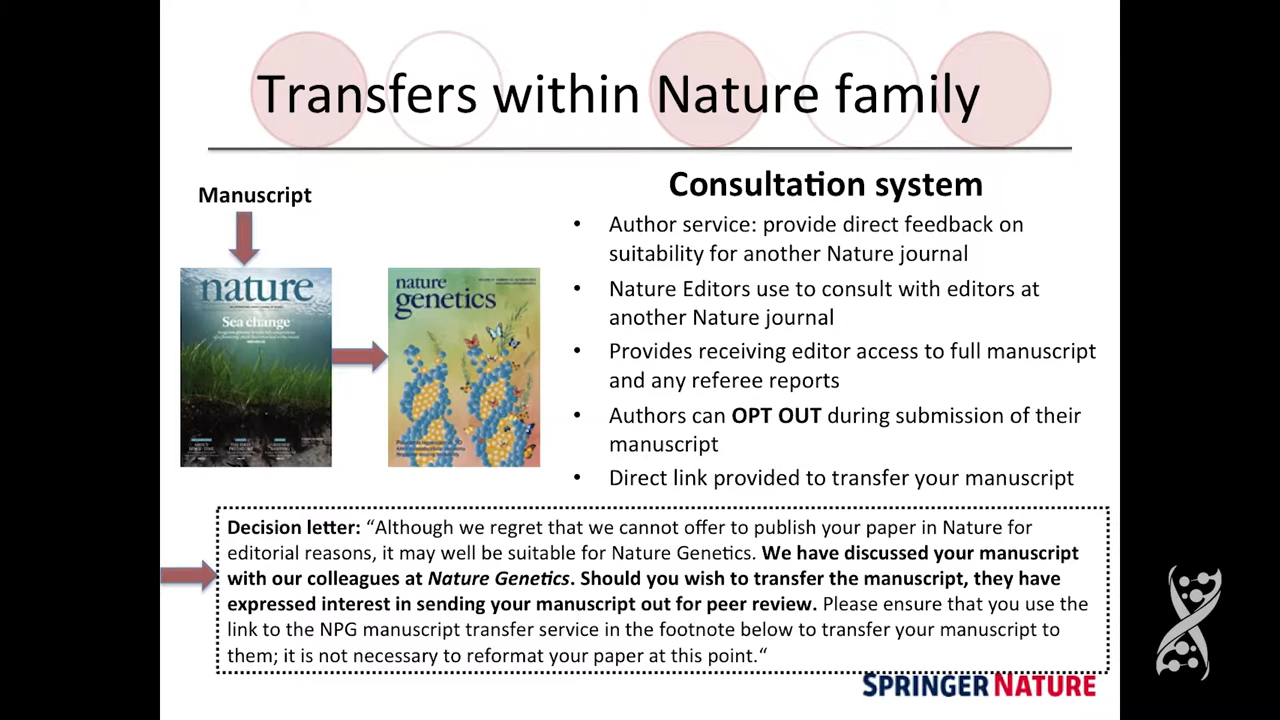 Transfers within Nature family
Manuscript
nature
Sea change
nature
genetics
Consultation system
• Author service: provide direct feedback on
suitability for another Nature journal
• Nature Editors use to consult with editors at
another Nature journal
• Provides receiving editor access to full manuscript
and any referee reports
• Authors can OPT OUT during submission of their
manuscript
• Direct link provided to transfer your manuscript
Decision letter: “Although we regret that we cannot offer to publish your paper in Nature for
editorial reasons, it may well be suitable for Nature Genetics. We have discussed your manuscript
with our colleagues at Nature Genetics. Should you wish to transfer the manuscript, they have
expressed interest in sending your manuscript out for peer review. Please ensure that you use the
link to the NPG manuscript transfer service in the footnote below to transfer your manuscript to
them; it is not necessary to reformat your paper at this point.“
SPRINGER NATURE